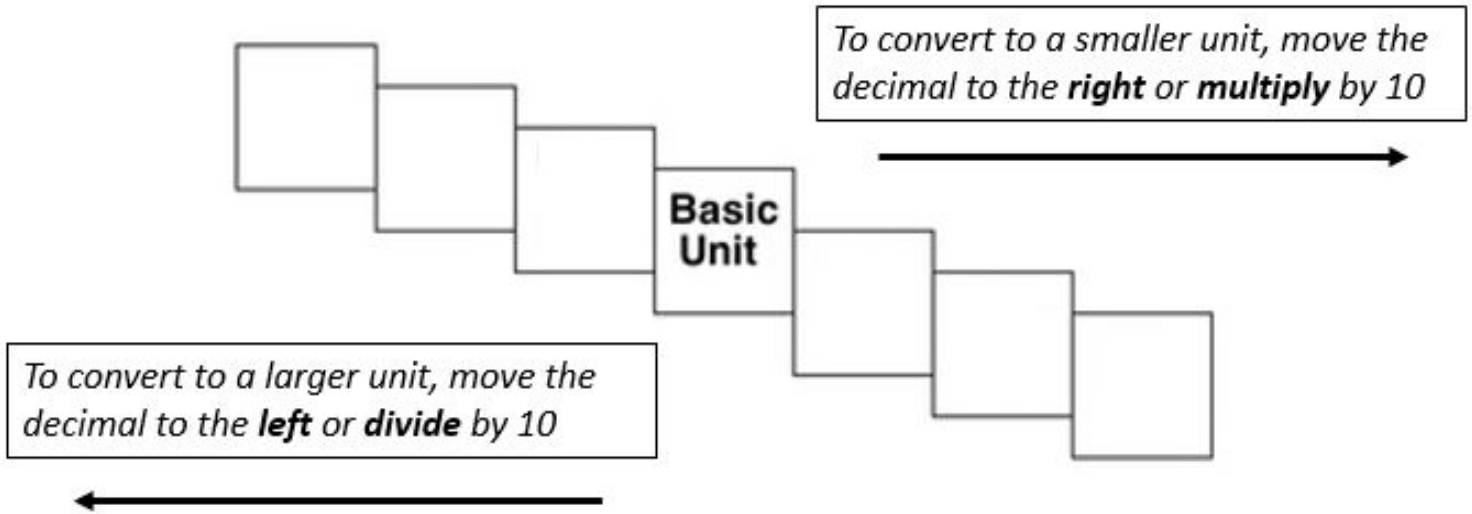 To convert to a smaller unit, move the
decimal to the right or multiply by 10
Basic
Unit
To convert to a larger unit, move the
decimal to the left or divide by 10